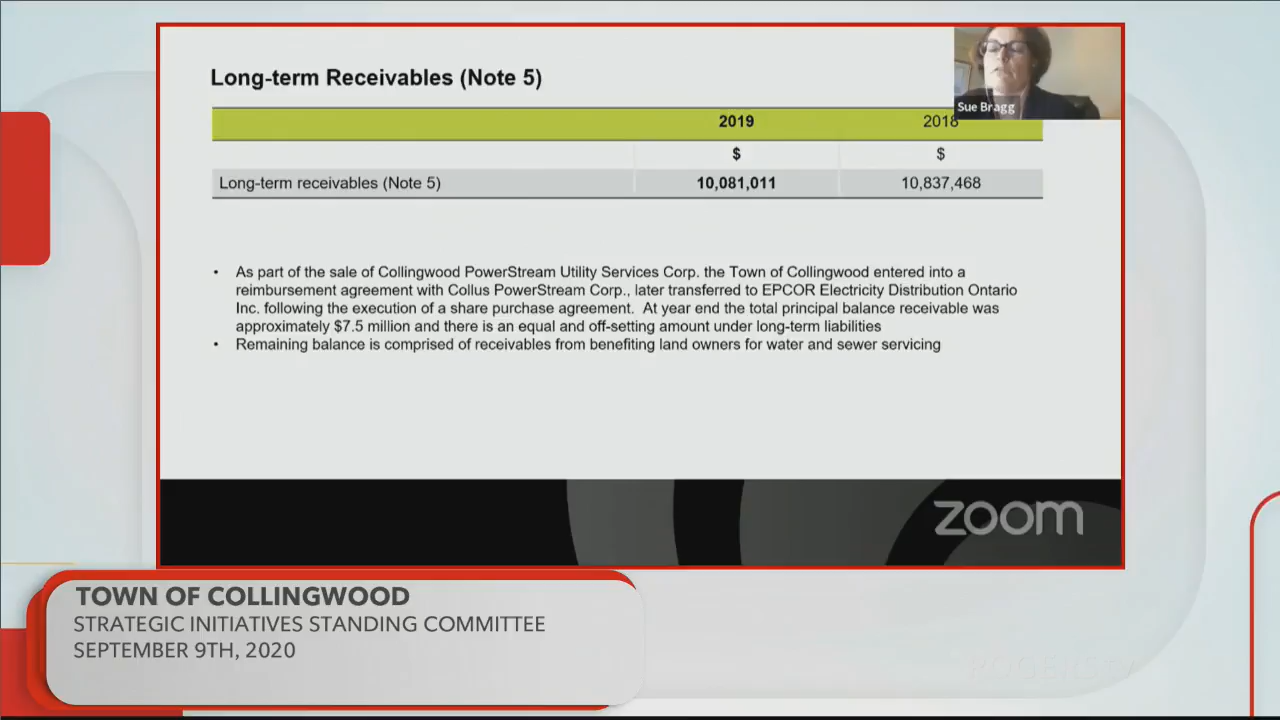 Long-term Receivables (Note 5)
Sue Bragg
2019 2018
$ $
Long-term receivables (Note 5) 10,081,011 10,837,468
• As part of the sale of Collingwood PowerStream Utility Services Corp. the Town of Collingwood entered into a
reimbursement agreement with Collus PowerStream Corp., later transferred to EPCOR Electricity Distribution Ontario
Inc. following the execution of a share purchase agreement. At year end the total principal balance receivable was
approximately $7.5 million and there is an equal and off-setting amount under long-term liabilities
• Remaining balance is comprised of receivables from benefiting land owners for water and sewer servicing
zoom
TOWN OF COLLINGWOOD
STRATEGIC INITIATIVES STANDING COMMITTEE
SEPTEMBER 9TH, 2020
ROGERS TV